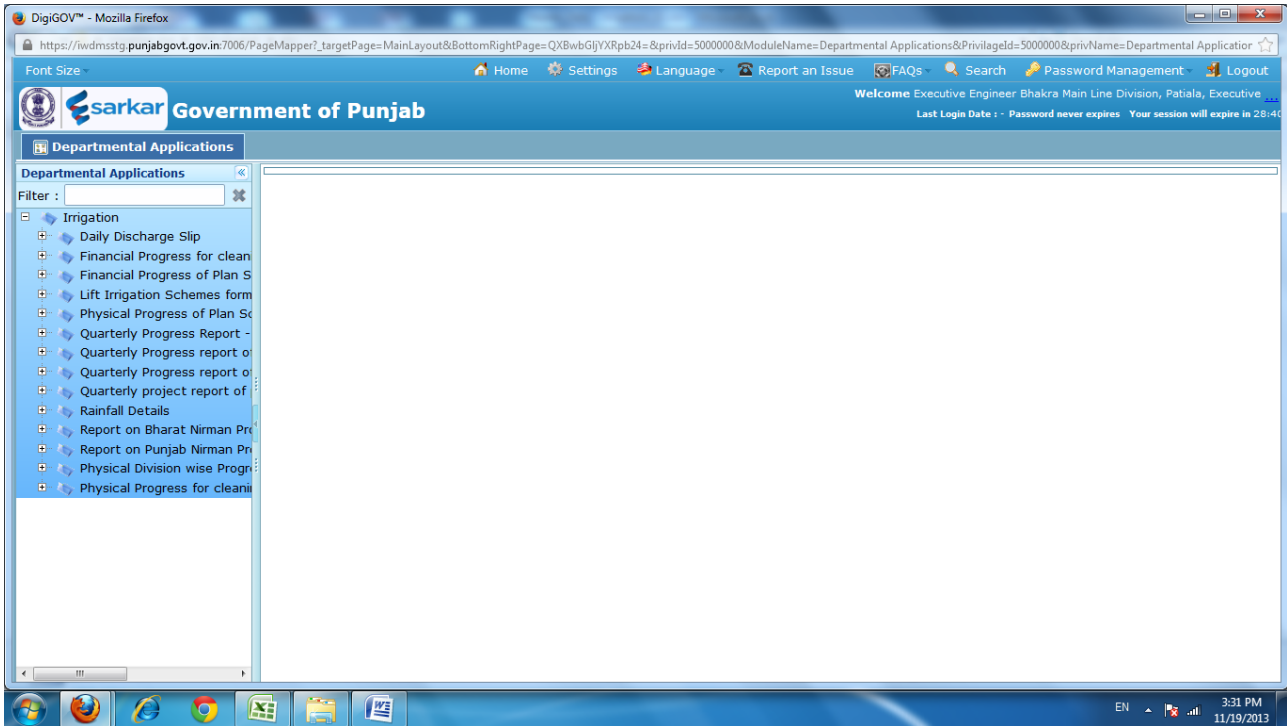 DigiGOV™ - Mozilla Firefox
https://iwdmsstg.punjabgovt.gov.in:7006/PageMapper?_targetPage=MainLayout&BottomRightPage=QXBwbGljYXRpb24=&privId=5000000&ModuleName=Departmental Applications&PrivilageId=5000000&privName=Departmental Application
Font Size Home Settings Language Report an Issue FAQs Search Password Management Logout
Welcome Executive Engineer Bhakra Main Line Division, Patiala, Executive ...
sarkar Government of Punjab
Last Login Date : - Password never expires Your session will expire in 28:40
Departmental Applications
Departmental Applications
Filter :
Irrigation
Daily Discharge Slip
Financial Progress for clean
Financial Progress of Plan S
Lift Irrigation Schemes form
Physical Progress of Plan Sc
Quarterly Progress Report -
Quarterly Progress report of
Quarterly Progress report of
Quarterly project report of
Rainfall Details
Report on Bharat Nirman Pro
Report on Punjab Nirman Pr
Physical Division wise Progr
Physical Progress for cleani
EN
3:31 PM
11/19/2013